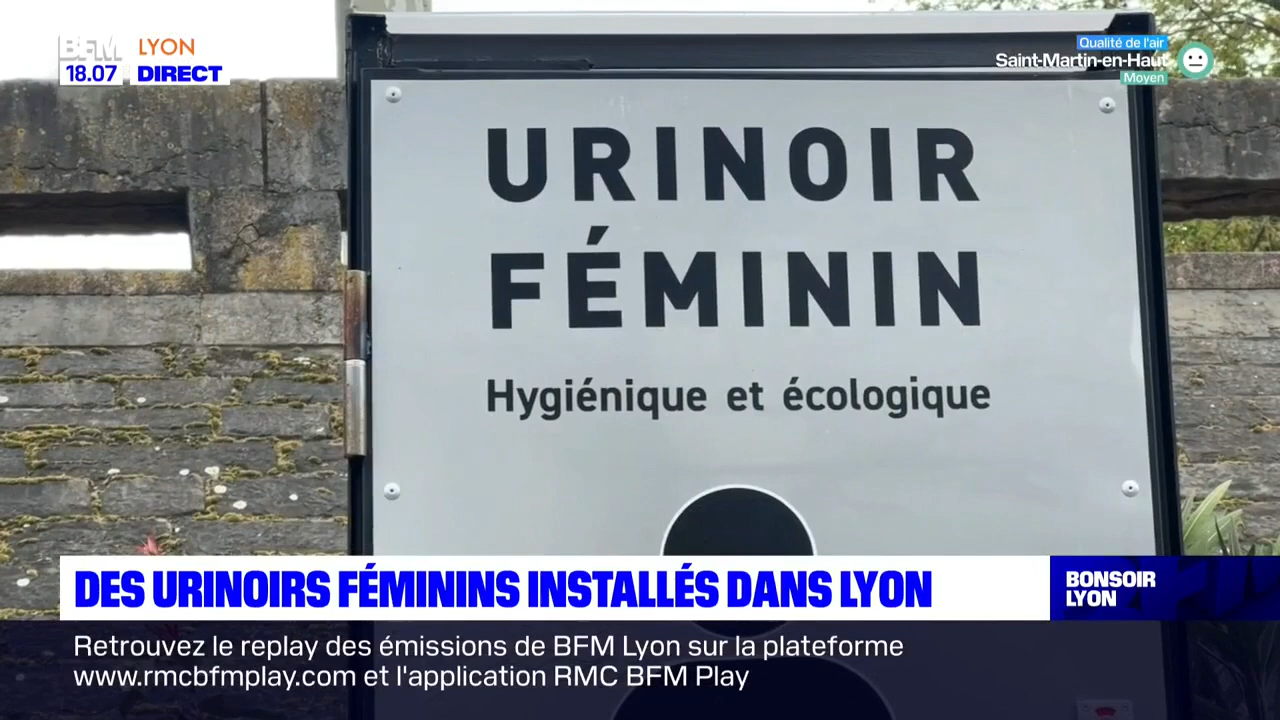 BFM LYON
18.07 DIRECT
Qualité de l'air
Saint-Martin-en-Haut
Moyen
URINOIR
FÉMININ
Hygiénique et écologique
DES URINOIRS FÉMININS INSTALLÉS DANS LYON
BONSOIR
LYON
Retrouvez le replay des émissions de BFM Lyon sur la plateforme
www.rmcbfmplay.com et l'application RMC BFM Play